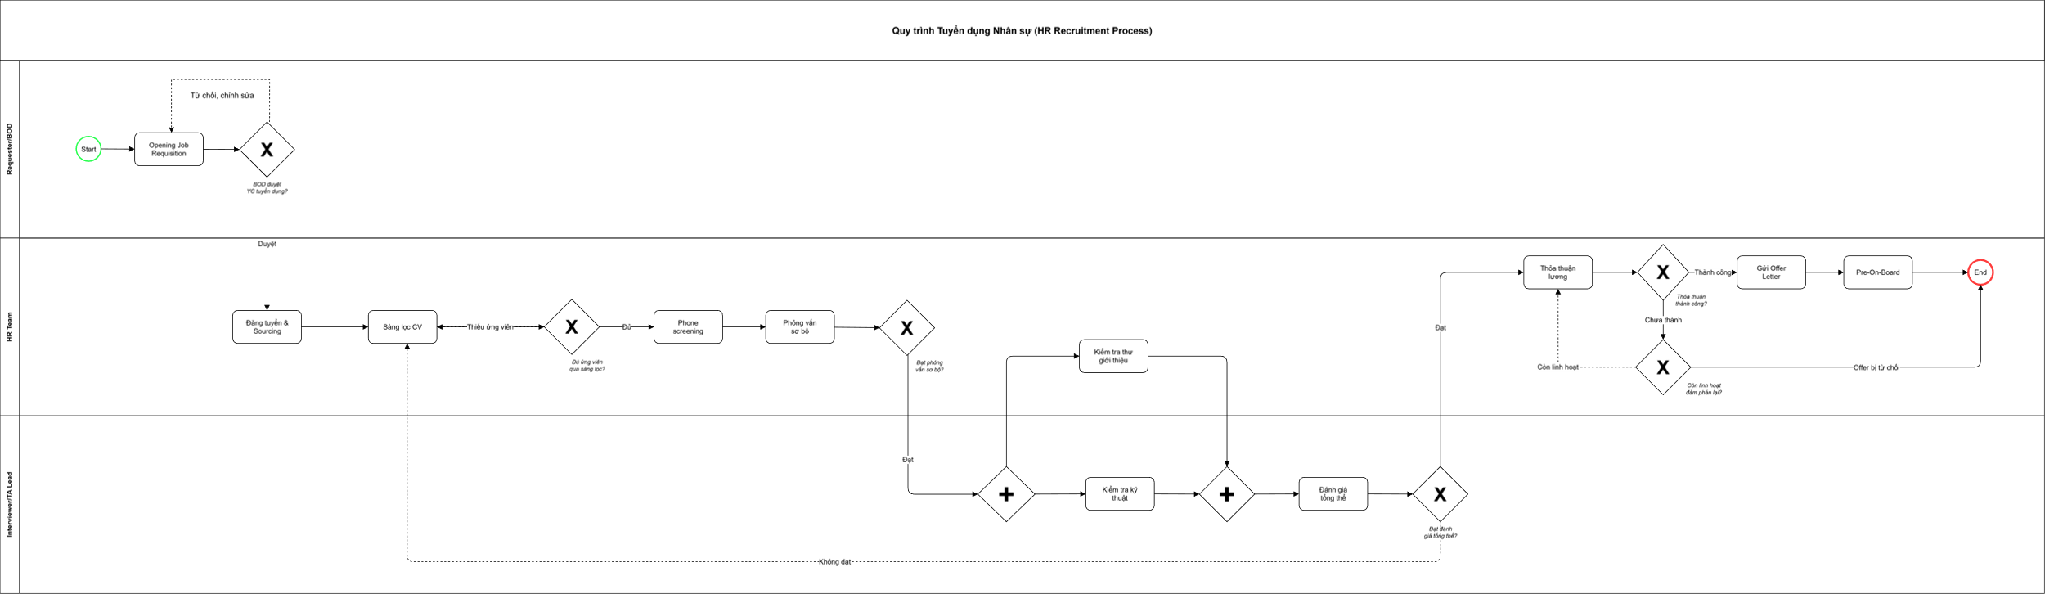 Quy trình Tuyển dụng Nhân sự (HR Recruitment Process)
Requestor/BOD
Từ chối, chỉnh sửa
Start
Opening Job
Requisition
X
BOD duyệt
YC tuyển dụng?
HR Team
Duyệt
Đăng tuyển &
Sourcing
Sàng lọc CV
Thiếu ứng viên
X
Đủ ứng viên
qua sàng lọc?
Đủ
Phone
screening
Phỏng vấn
sơ bộ
X
Đạt phỏng
vấn sơ bộ?
Kiểm tra thư
giới thiệu
Đạt
Thỏa thuận
lương
X
Thỏa thuận
thành công?
Thành công
Gửi Offer
Letter
Pre-On-Board
End
Chưa thành
Còn linh hoạt
X
Còn linh hoạt
đàm phán lại?
Offer bị từ chố
Interviewer/TA Lead
Đạt
+
Kiểm tra kỹ
thuật
+
Đánh giá
tổng thể
X
Đạt đánh
giá tổng thể?
Không đạt